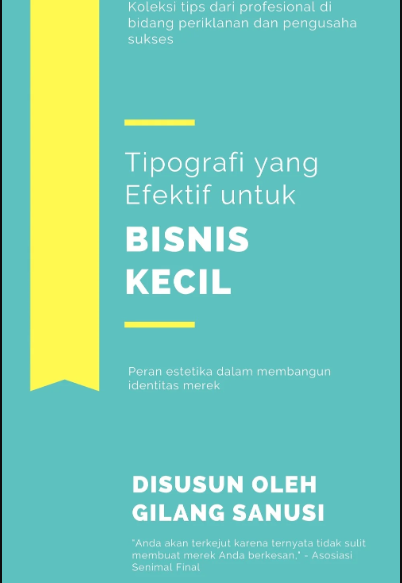 Koleksi tips dari profesional di
bidang periklanan dan pengusaha
sukses
Tipografi yang
Efektif untuk
BISNIS
KECIL
Peran estetika dalam membangun
identitas merek
DISUSUN OLEH
GILANG SANUSI
"Anda akan terkejut karena ternyata tidak sulit
membuat merek Anda berkesan," - Asosiasi
Senimal Final